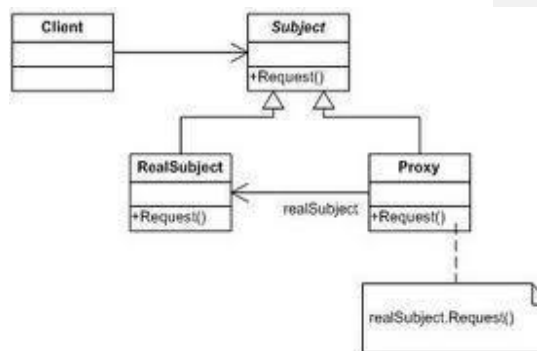 Client
Subject
+Request()
RealSubject
+Request()
realSubject
Proxy
+Request()
realSubject.Request()